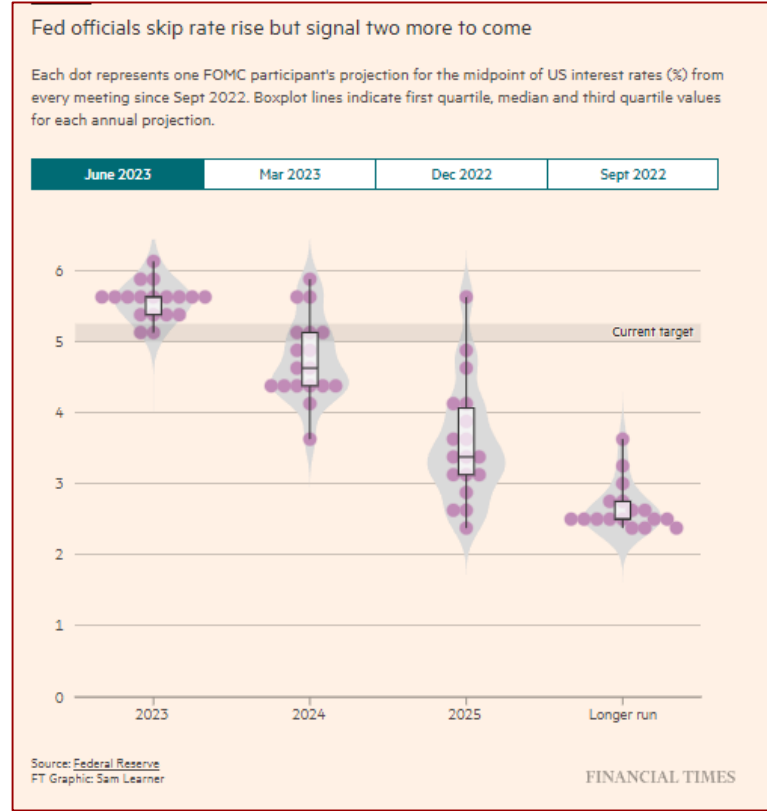 Fed officials skip rate rise but signal two more to come
Each dot represents one FOMC participant's projection for the midpoint of US interest rates (%) from
every meeting since Sept 2022. Boxplot lines indicate first quartile, median and third quartile values
for each annual projection.
June 2023 Mar 2023 Dec 2022 Sept 2022
6
Current target
5
4
3
2
1
0
2023 2024 2025 Longer run
Source: Federal Reserve
FT Graphic: Sam Learner
FINANCIAL TIMES